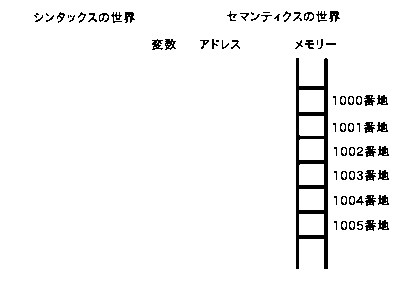 シンタックスの世界 セマンティクスの世界
変数 アドレス メモリー
1000番地
1001番地
1002番地
1003番地
1004番地
1005番地